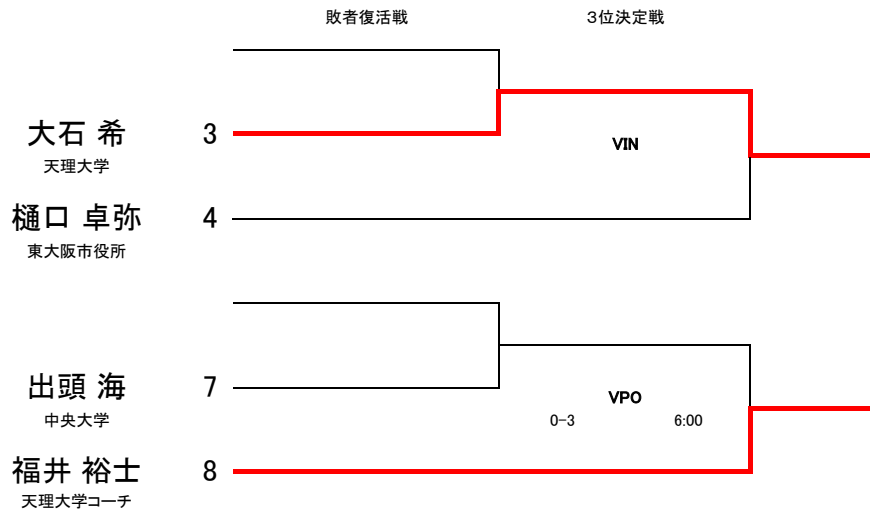 敗者復活戦 3位決定戦
大石 希 3
天理大学
VIN
樋口 卓弥 4
東大阪市役所
出頭 海 7
中央大学
VPO
0-3 6:00
福井 裕士 8
天理大学コーチ